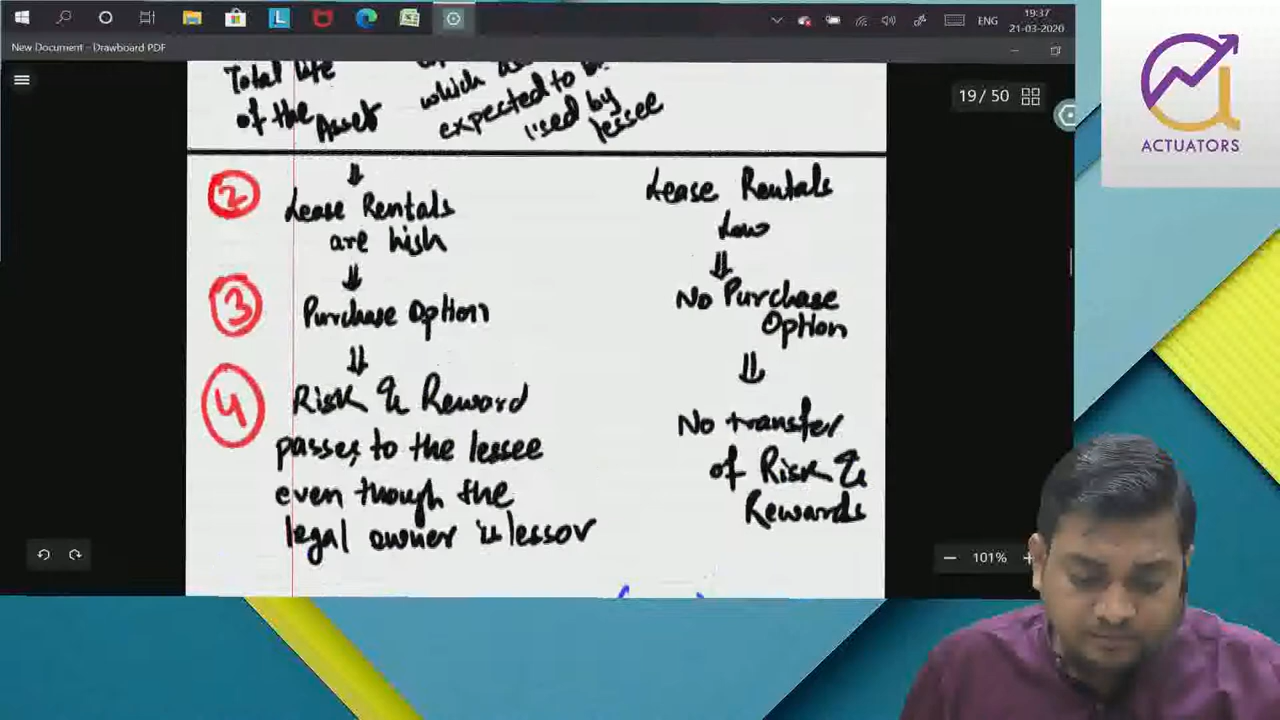 19:37
ENG
21-03-2020
New Document - Drawboard PDF
19 / 50
ACTUATORS
Total life
of the Asset
which
expected to be
used by
lessee
2
Lease Rentals
are high
Lease Rentals
Low
3
Purchase Option
No Purchase
Option
4
Risk & Reward
passes to the lessee
even though the
legal owner is lessor
No transfer
of Risk &
Rewards
101%